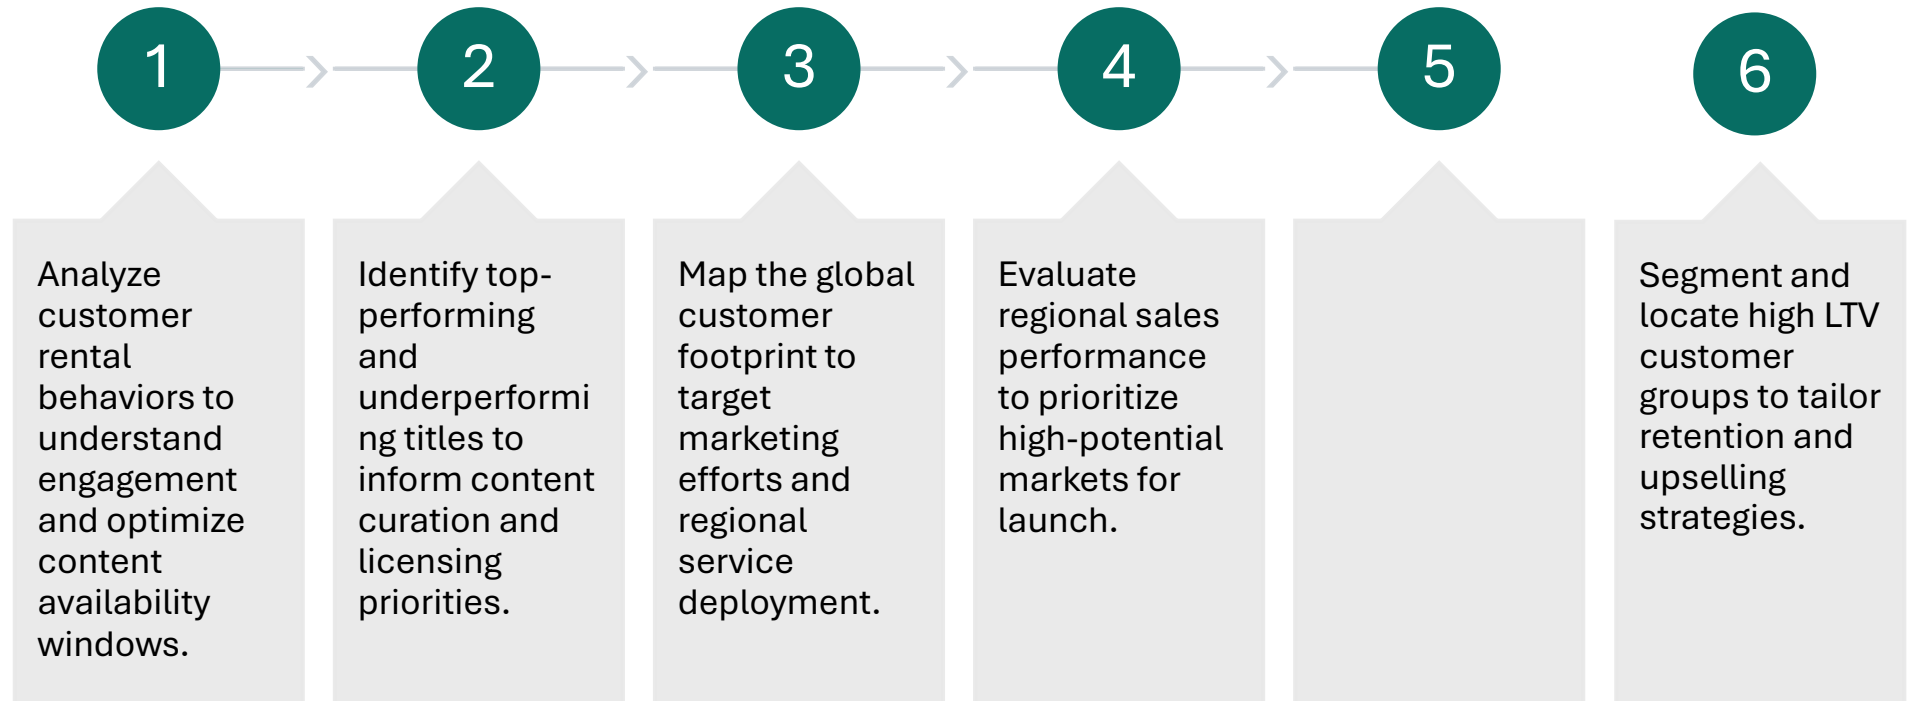 1
2
3
4
5
6
Analyze
customer
rental
behaviors to
understand
engagement
and optimize
content
availability
windows.
Identify top-
performing
and
underperformi
ng titles to
inform content
curation and
licensing
priorities.
Map the global
customer
footprint to
target
marketing
efforts and
regional
service
deployment.
Evaluate
regional sales
performance
to prioritize
high-potential
markets for
launch.
Segment and
locate high LTV
customer
groups to tailor
retention and
upselling
strategies.